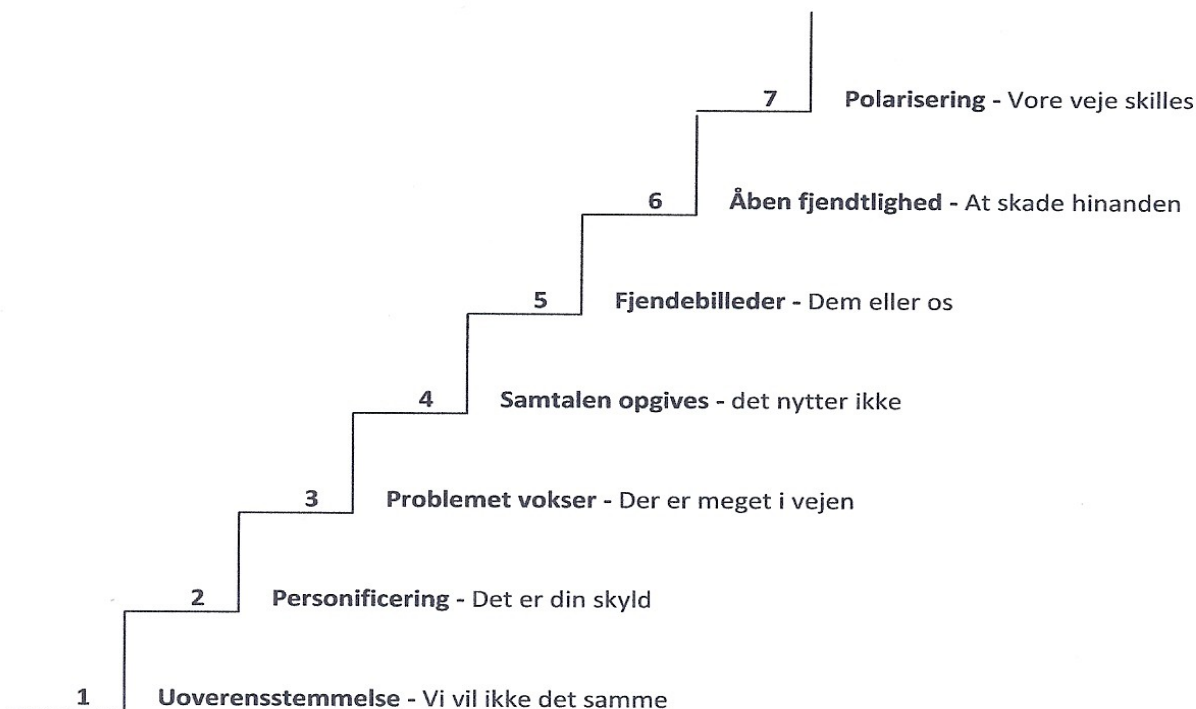 7 Polarisering - Vore veje skilles
6 Åben fjendtlighed - At skade hinanden
5 Fjendebilleder - Dem eller os
4 Samtalen opgives - det nytter ikke
3 Problemet vokser - Der er meget i vejen
2 Personificering - Det er din skyld
1 Uoverensstemmelse - Vi vil ikke det samme